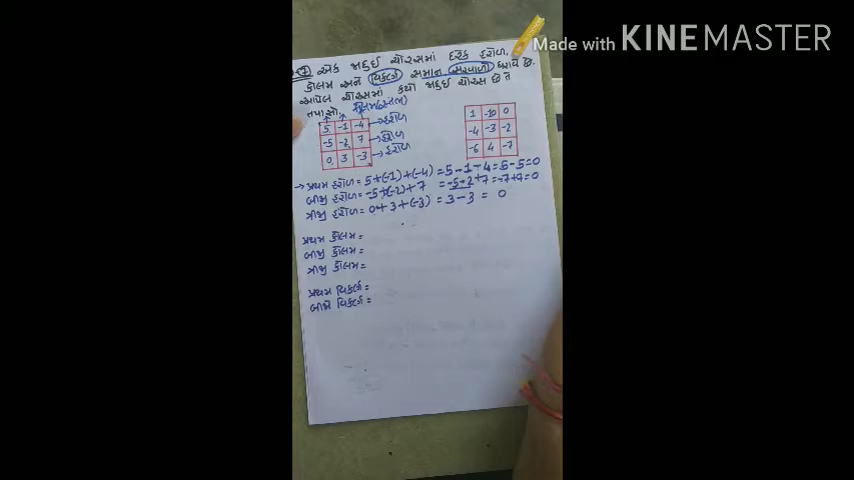 Made with KINEMASTER
એક જાદુઈ ચોરસમાં દરેક હરોળ,
કોલમ અને વિકર્ણ સમાન સરવાળો ધરાવે છે.
આપેલ ચોરસમાં કયો જાદુઈ ચોરસ છે તે
તપાસો.
5 -1 -4 → હરોળ
-5 -2 7 → હરોળ
0 3 -3 → હરોળ
1 -10 0
-4 -3 -2
-6 4 -7
→ પ્રથમ હરોળ = 5 + (-1) + (-4) = 5 - 1 - 4 = 5 - 5 = 0
બીજી હરોળ = -5 + (-2) + 7 = -5 - 2 + 7 = -7 + 7 = 0
ત્રીજી હરોળ = 0 + 3 + (-3) = 3 - 3 = 0
પ્રથમ કોલમ =
બીજી કોલમ =
ત્રીજી કોલમ =
પ્રથમ વિકર્ણ =
બીજો વિકર્ણ =